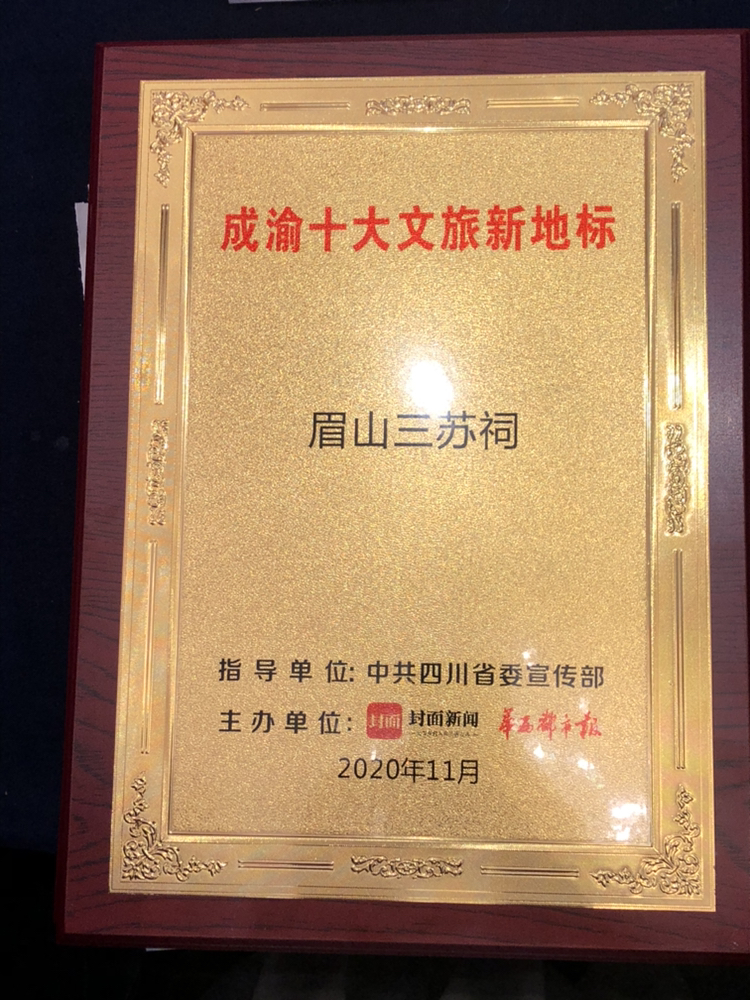 成渝十大文旅新地标
眉山三苏祠
指导单位：中共四川省委宣传部
主办单位：封面 封面新闻 华西都市报
2020年11月